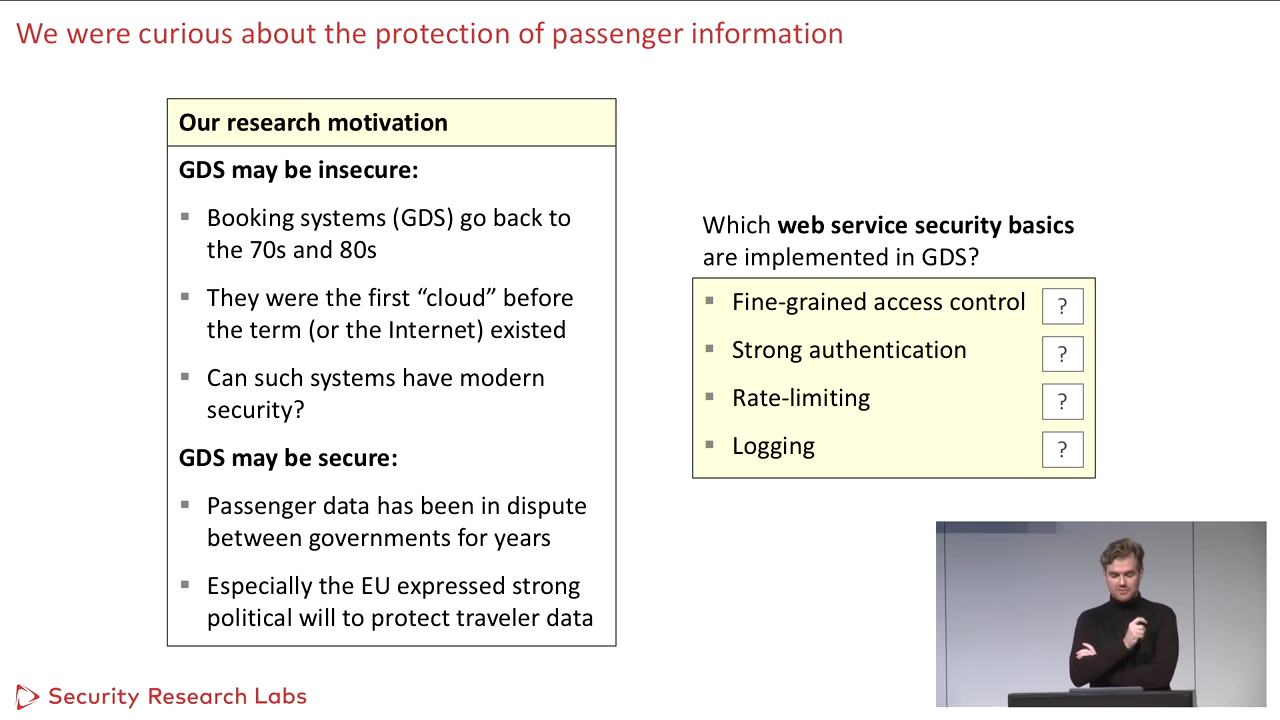 We were curious about the protection of passenger information
Our research motivation
GDS may be insecure:
▪ Booking systems (GDS) go back to
the 70s and 80s
▪ They were the first “cloud” before
the term (or the Internet) existed
▪ Can such systems have modern
security?
GDS may be secure:
▪ Passenger data has been in dispute
between governments for years
▪ Especially the EU expressed strong
political will to protect traveler data
Which web service security basics
are implemented in GDS?
▪ Fine-grained access control ?
▪ Strong authentication ?
▪ Rate-limiting ?
▪ Logging ?
Security Research Labs